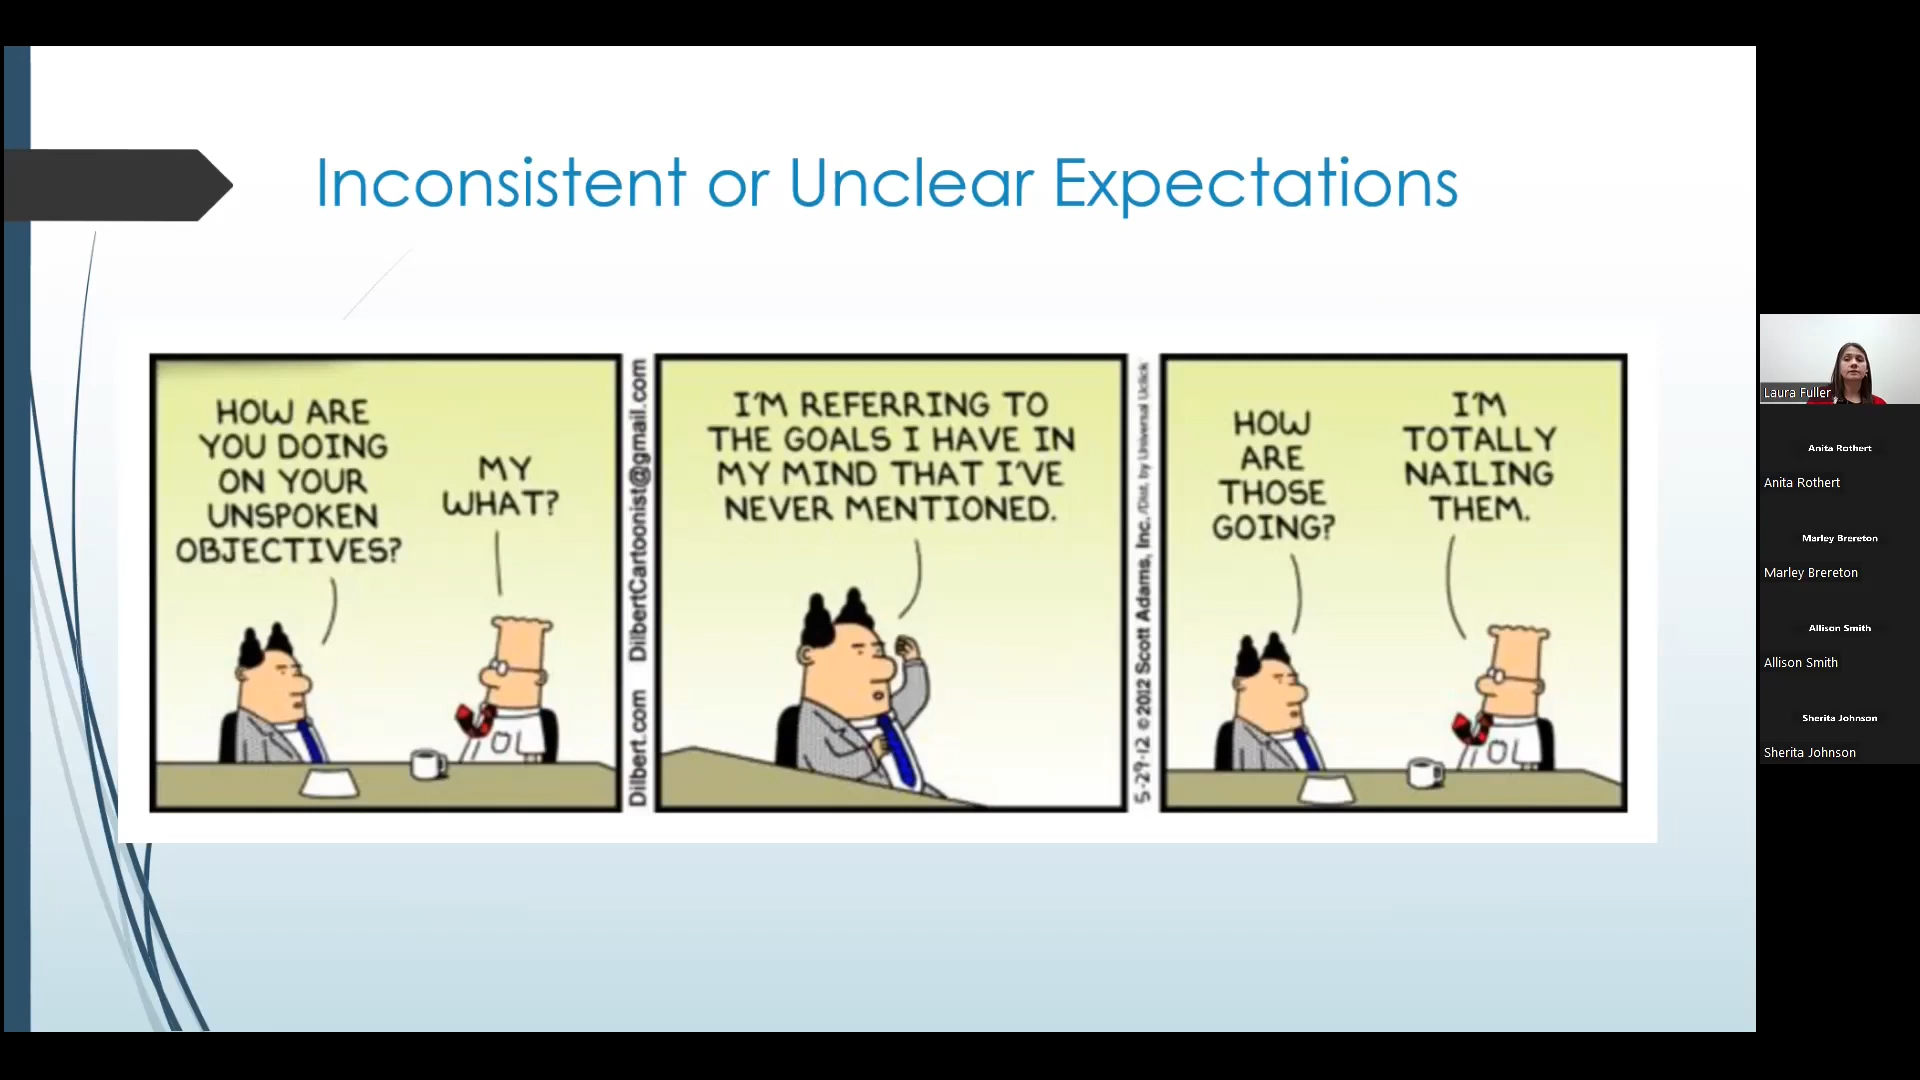 Inconsistent or Unclear Expectations
HOW ARE
YOU DOING
ON YOUR
UNSPOKEN
OBJECTIVES?
MY
WHAT?
Dilbert.com DilbertCartoonist@gmail.com
I'M REFERRING TO
THE GOALS I HAVE IN
MY MIND THAT I'VE
NEVER MENTIONED.
5-29-12 ©2012 Scott Adams, Inc. /Dist. by Universal Uclick
HOW
ARE
THOSE
GOING?
I'M
TOTALLY
NAILING
THEM.
Laura Fuller
Anita Rothert
Anita Rothert
Marley Brereton
Marley Brereton
Allison Smith
Allison Smith
Sherita Johnson
Sherita Johnson